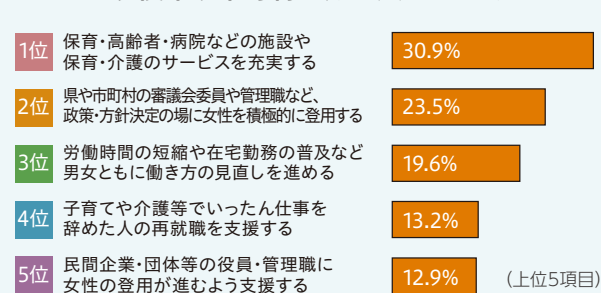 1位
保育・高齢者・病院などの施設や
保育・介護のサービスを充実する
30.9%
2位
県や市町村の審議会委員や管理職など、
政策・方針決定の場に女性を積極的に登用する
23.5%
3位
労働時間の短縮や在宅勤務の普及など
男女ともに働き方の見直しを進める
19.6%
4位
子育てや介護等でいったん仕事を
辞めた人の再就職を支援する
13.2%
5位
民間企業・団体等の役員・管理職に
女性の登用が進むよう支援する
12.9%
(上位5項目)